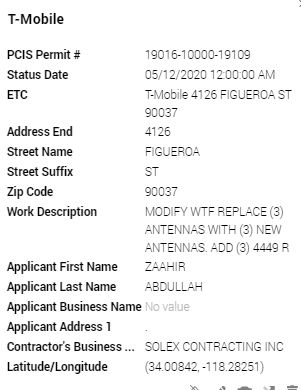 T-Mobile
PCIS Permit # 19016-10000-19109
Status Date 05/12/2020 12:00:00 AM
ETC T-Mobile 4126 FIGUEROA ST
90037
Address End 4126
Street Name FIGUEROA
Street Suffix ST
Zip Code 90037
Work Description MODIFY WTF REPLACE (3)
ANTENNAS WITH (3) NEW
ANTENNAS. ADD (3) 4449 R
Applicant First Name ZAAHIR
Applicant Last Name ABDULLAH
Applicant Business Name No value
Applicant Address 1 .
Contractor's Business ... SOLEX CONTRACTING INC
Latitude/Longitude (34.00842, -118.28251)